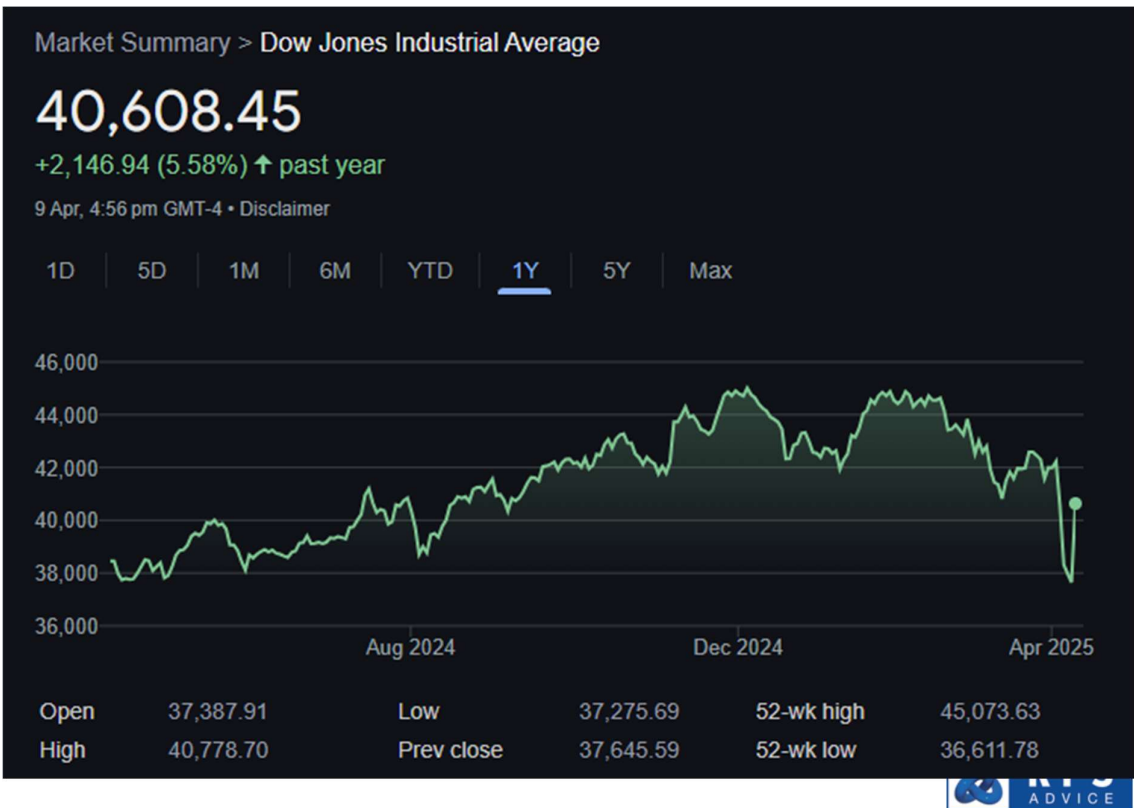 Market Summary > Dow Jones Industrial Average
40,608.45
+2,146.94 (5.58%) ↑ past year
9 Apr, 4:56 pm GMT-4 • Disclaimer
1D 5D 1M 6M YTD 1Y 5Y Max
46,000
44,000
42,000
40,000
38,000
36,000
Aug 2024 Dec 2024 Apr 2025
Open 37,387.91 Low 37,275.69 52-wk high 45,073.63
High 40,778.70 Prev close 37,645.59 52-wk low 36,611.78
ADVICE